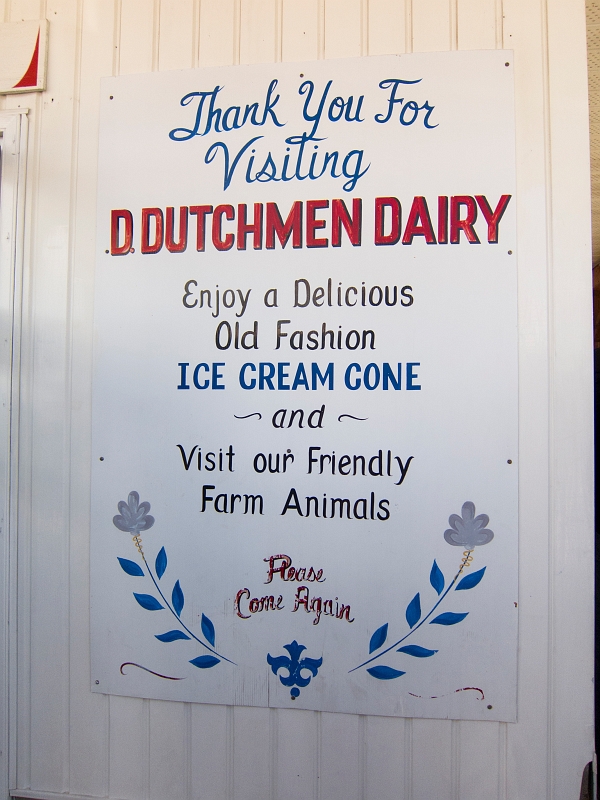 Thank You For
Visiting
D. DUTCHMEN DAIRY
Enjoy a Delicious
Old Fashion
ICE CREAM CONE
~ and ~
Visit our Friendly
Farm Animals
Please
Come Again